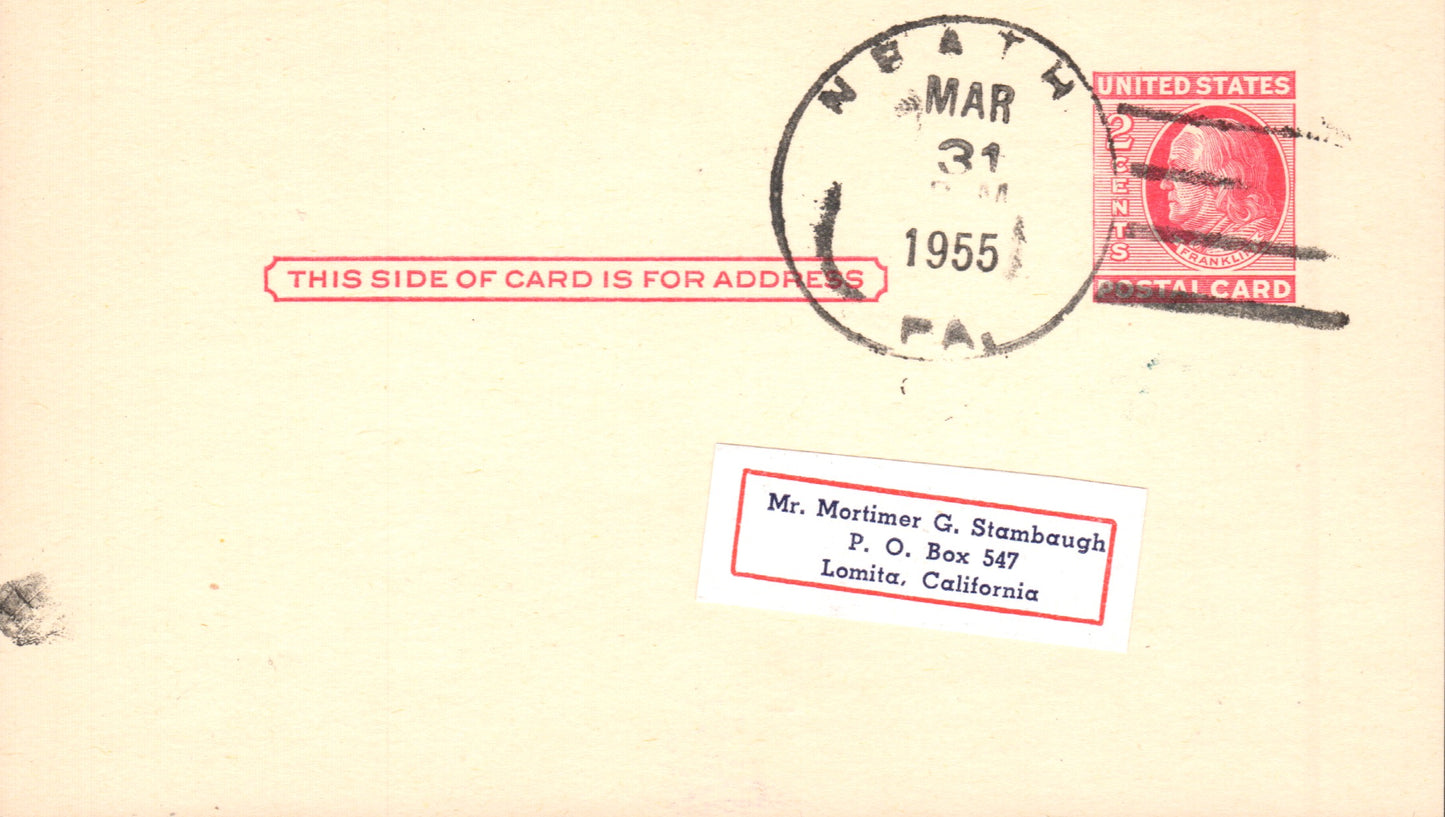 NEATH
MAR
31
P M
1955
PA.
UNITED STATES
2 CENTS
FRANKLIN
POSTAL CARD
THIS SIDE OF CARD IS FOR ADDRESS
Mr. Mortimer G. Stambaugh
P. O. Box 547
Lomita, California